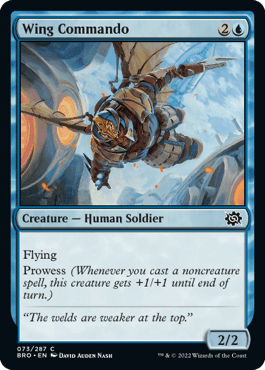 Wing Commando 2
Creature — Human Soldier
Flying
Prowess (Whenever you cast a noncreature
spell, this creature gets +1/+1 until end of
turn.)
“The welds are weaker at the top.”
2/2
073/287 C
BRO • EN DAVID AUDEN NASH ™ & © 2022 Wizards of the Coast